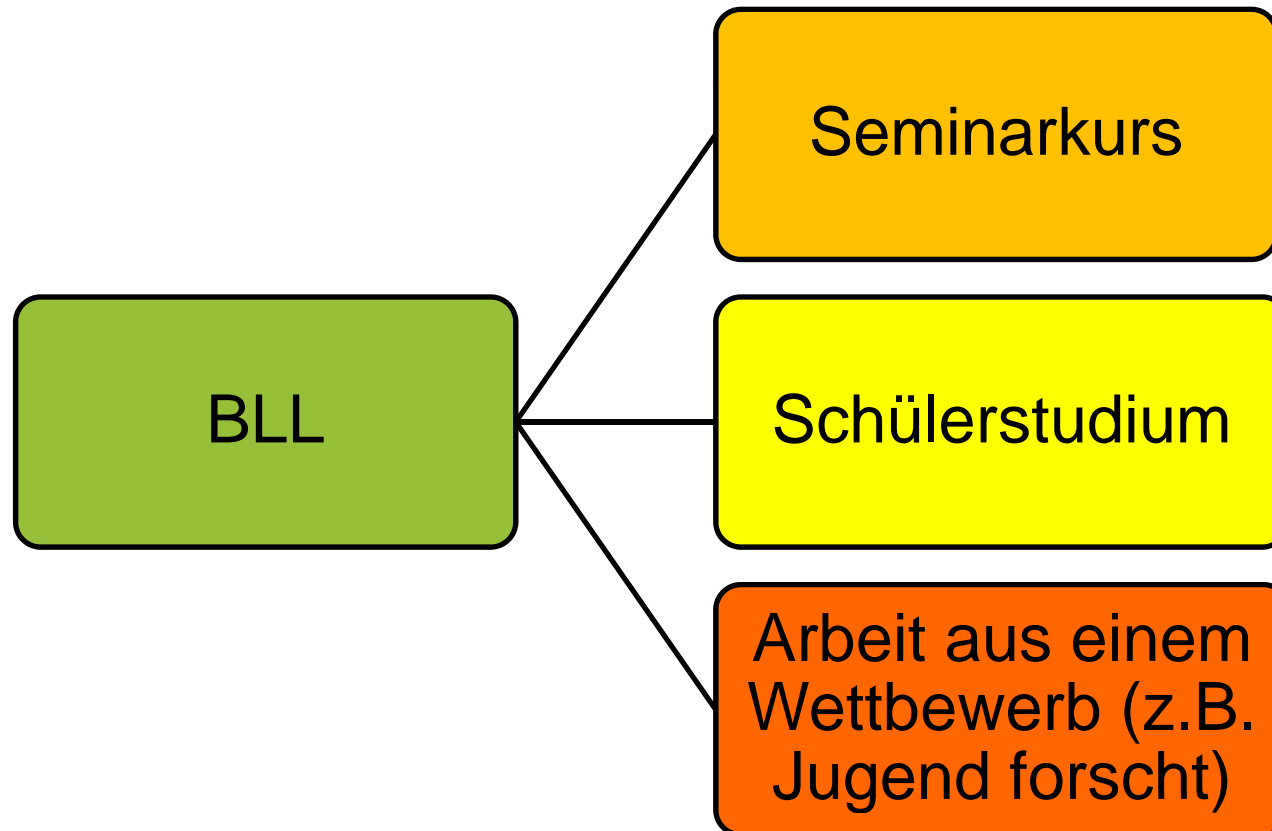 Seminarkurs
BLL
Schülerstudium
Arbeit aus einem
Wettbewerb (z.B.
Jugend forscht)